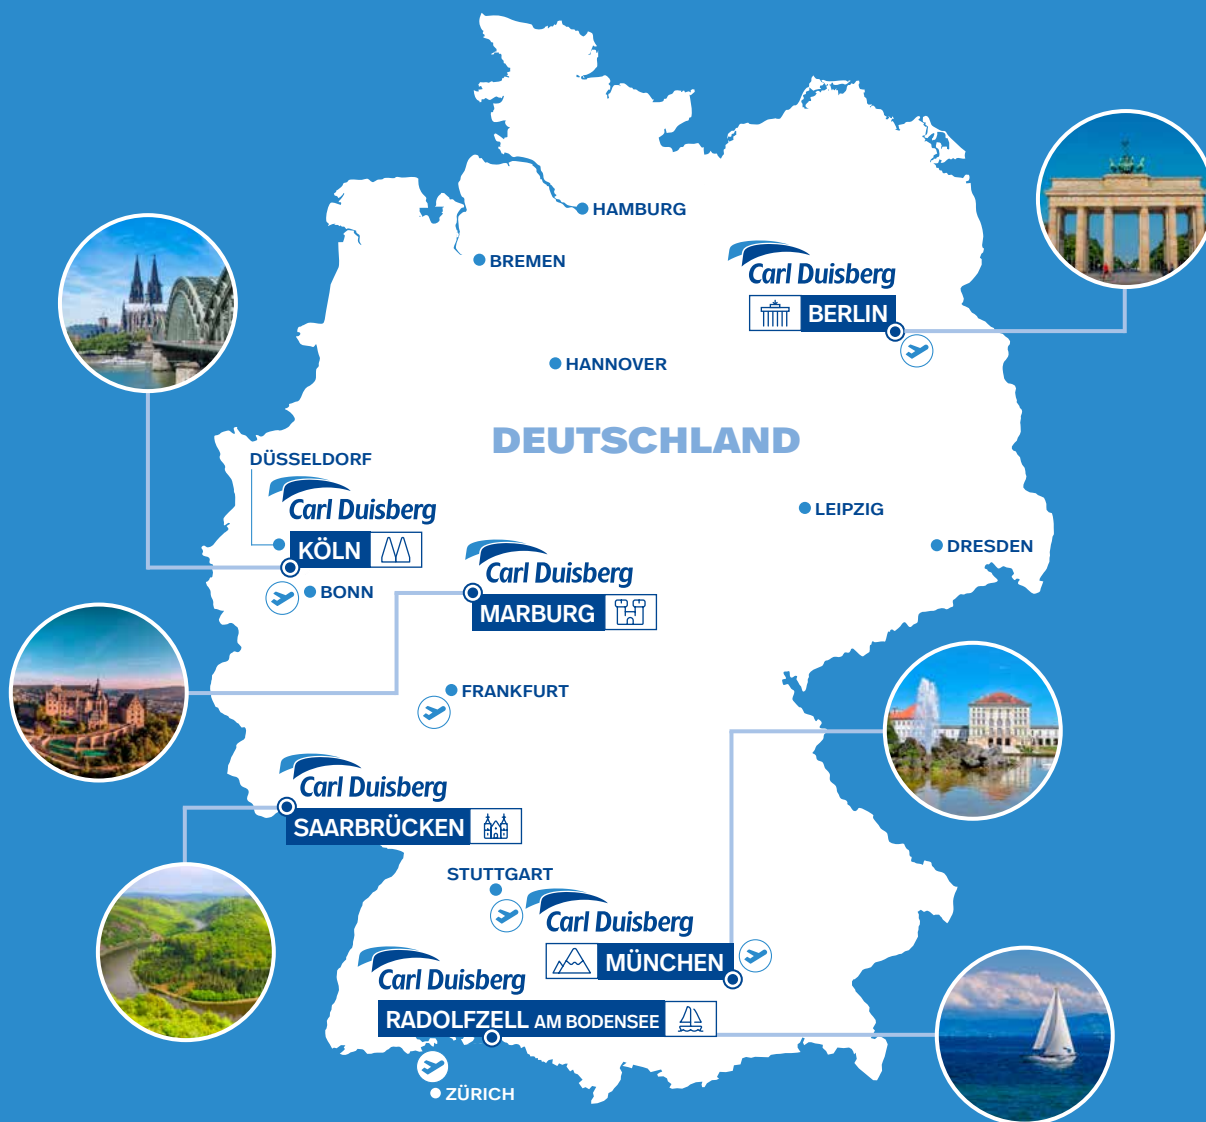 HAMBURG
BREMEN
Carl Duisberg
BERLIN
HANNOVER
DEUTSCHLAND
DÜSSELDORF
Carl Duisberg
KÖLN
LEIPZIG
DRESDEN
BONN
Carl Duisberg
MARBURG
FRANKFURT
Carl Duisberg
SAARBRÜCKEN
STUTTGART
Carl Duisberg
MÜNCHEN
Carl Duisberg
RADOLFZELL AM BODENSEE
ZÜRICH